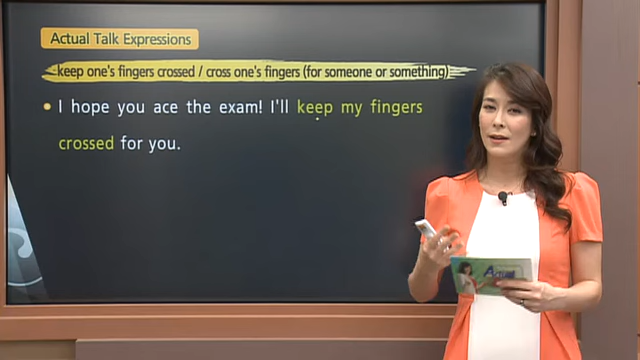 Actual Talk Expressions
keep one's fingers crossed / cross one's fingers (for someone or something)
• I hope you ace the exam! I'll keep my fingers
crossed for you.
Actual